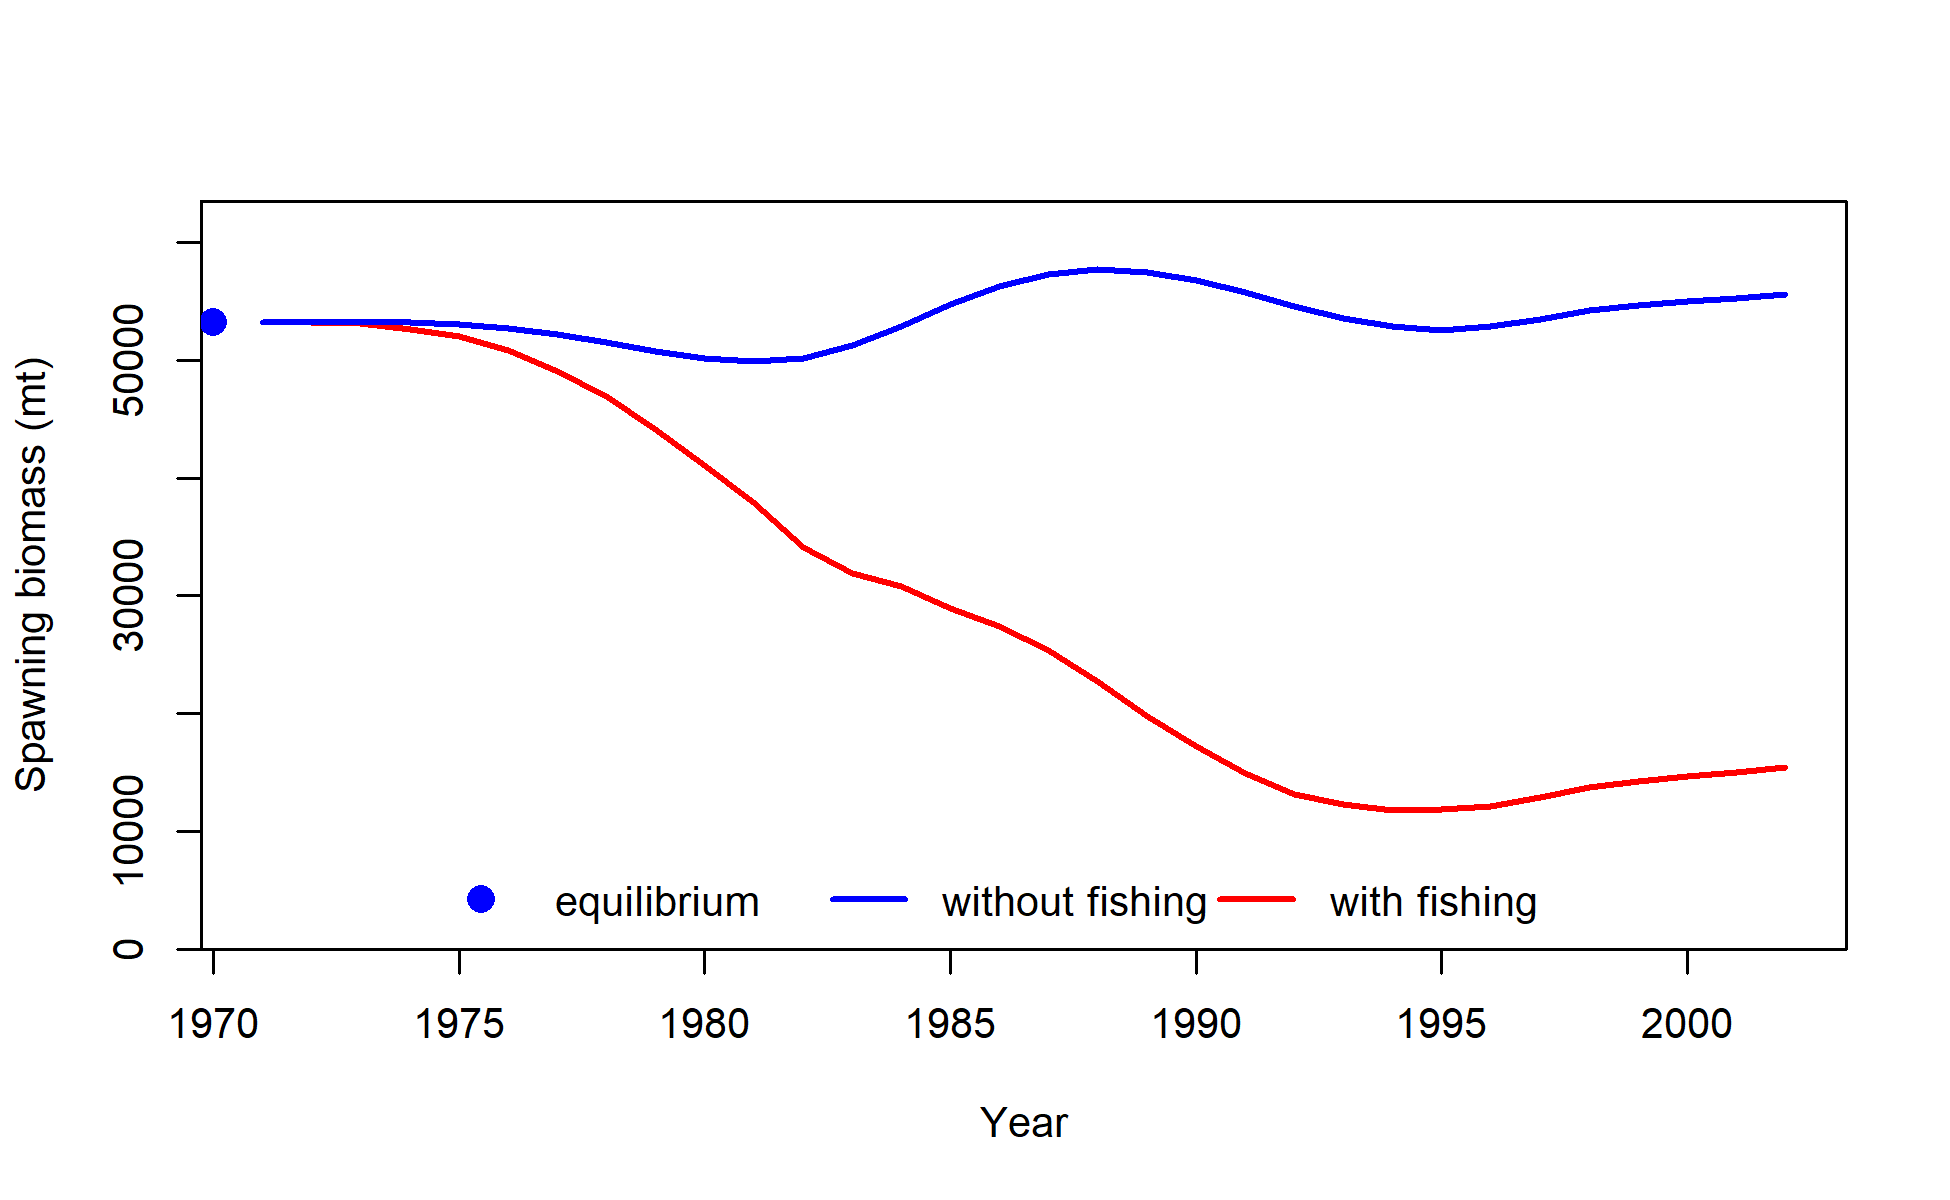 Spawning biomass (mt)
50000
30000
10000
0
equilibrium without fishing with fishing
1970 1975 1980 1985 1990 1995 2000
Year